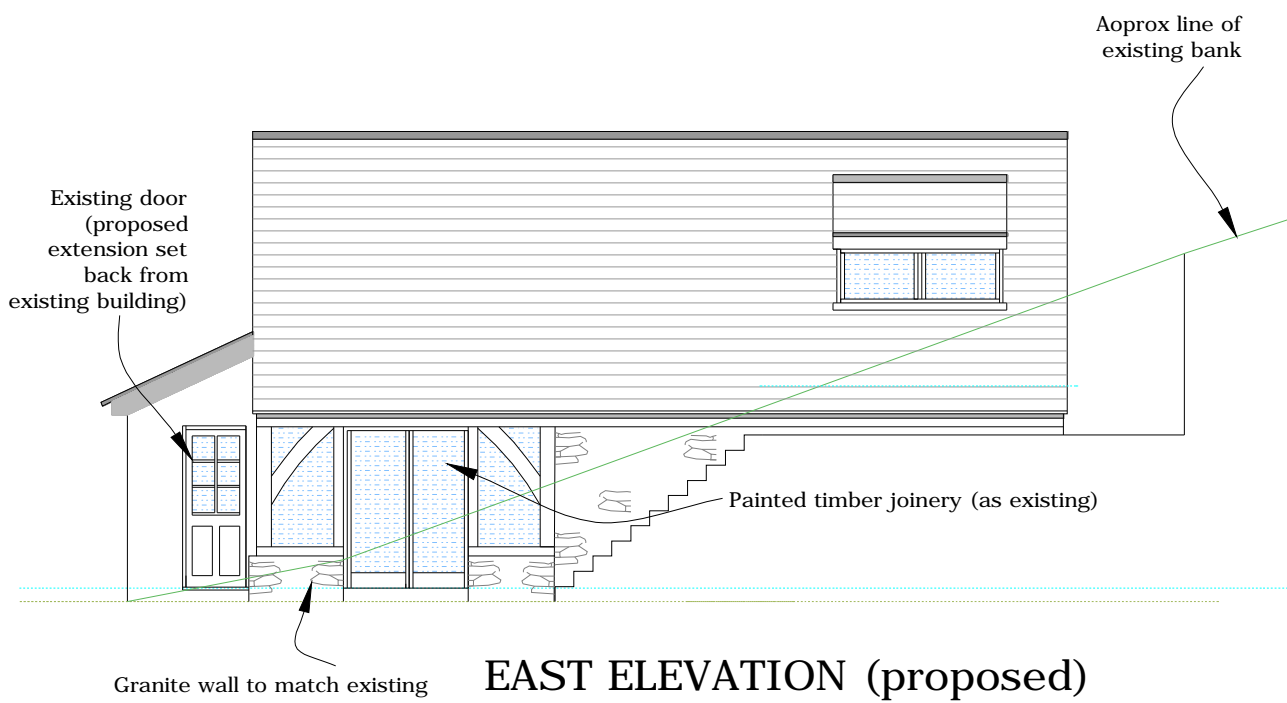 Aoprox line of
existing bank
Existing door
(proposed
extension set
back from
existing building)
Painted timber joinery (as existing)
Granite wall to match existing
EAST ELEVATION (proposed)